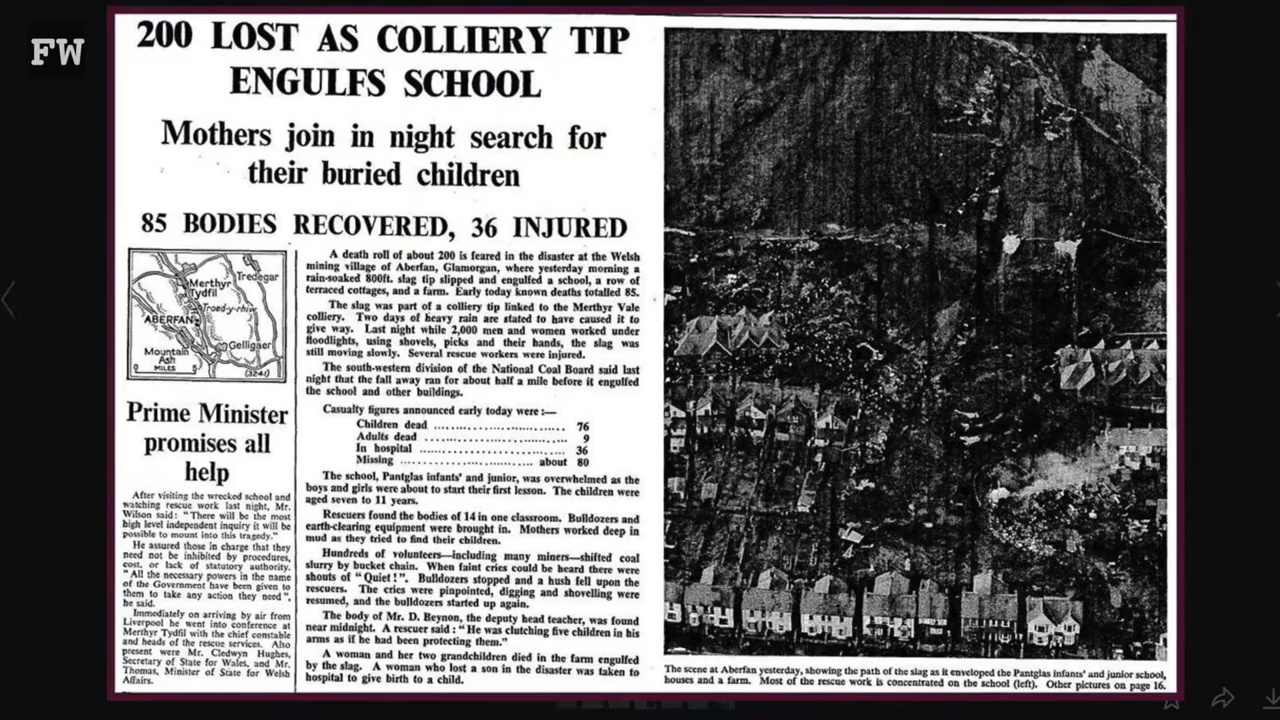 FW
200 LOST AS COLLIERY TIP
ENGULFS SCHOOL
Mothers join in night search for
their buried children
85 BODIES RECOVERED, 36 INJURED
Merthyr
Tydfil
Tredegar
Troed-y-rhiw
ABERFAN
Gelligaer
Mountain
Ash
0 MILES 5
(3241)
Prime Minister
promises all
help
After visiting the wrecked school and
watching rescue work last night, Mr.
Wilson said: "There will be the most
high level independent inquiry it will be
possible to mount into this tragedy."
He assured those in charge that they
need not be inhibited by procedures,
cost, or lack of statutory authority.
"All the necessary powers in the name
of the Government have been given to
them to take any action they need",
he said.
Immediately on arriving by air from
Liverpool he went into conference at
Merthyr Tydfil with the chief constable
and heads of the rescue services. Also
present were Mr. Cledwyn Hughes,
Secretary of State for Wales, and Mr.
Thomas, Minister of State for Welsh
Affairs.
A death roll of about 200 is feared in the disaster at the Welsh
mining village of Aberfan, Glamorgan, where yesterday morning a
rain-soaked 800ft. slag tip slipped and engulfed a school, a row of
terraced cottages, and a farm. Early today known deaths totalled 85.
The slag was part of a colliery tip linked to the Merthyr Vale
colliery. Two days of heavy rain are stated to have caused it to
give way. Last night while 2,000 men and women worked under
floodlights, using shovels, picks and their hands, the slag was
still moving slowly. Several rescue workers were injured.
The south-western division of the National Coal Board said last
night that the fall away ran for about half a mile before it engulfed
the school and other buildings.
Casualty figures announced early today were :—
Children dead .............................. 76
Adults dead ................................ 9
In hospital ................................ 36
Missing ........................... about 80
The school, Pantglas infants' and junior, was overwhelmed as the
boys and girls were about to start their first lesson. The children were
aged seven to 11 years.
Rescuers found the bodies of 14 in one classroom. Bulldozers and
earth-clearing equipment were brought in. Mothers worked deep in
mud as they tried to find their children.
Hundreds of volunteers—including many miners—shifted coal
slurry by bucket chain. When faint cries could be heard there were
shouts of "Quiet!". Bulldozers stopped and a hush fell upon the
rescuers. The cries were pinpointed, digging and shovelling were
resumed, and the bulldozers started up again.
The body of Mr. D. Beynon, the deputy head teacher, was found
near midnight. A rescuer said: "He was clutching five children in his
arms as if he had been protecting them."
A woman and her two grandchildren died in the farm engulfed
by the slag. A woman who lost a son in the disaster was taken to
hospital to give birth to a child.
The scene at Aberfan yesterday, showing the path of the slag as it enveloped the Pantglas infants' and junior school,
houses and a farm. Most of the rescue work is concentrated on the school (left). Other pictures on page 16.